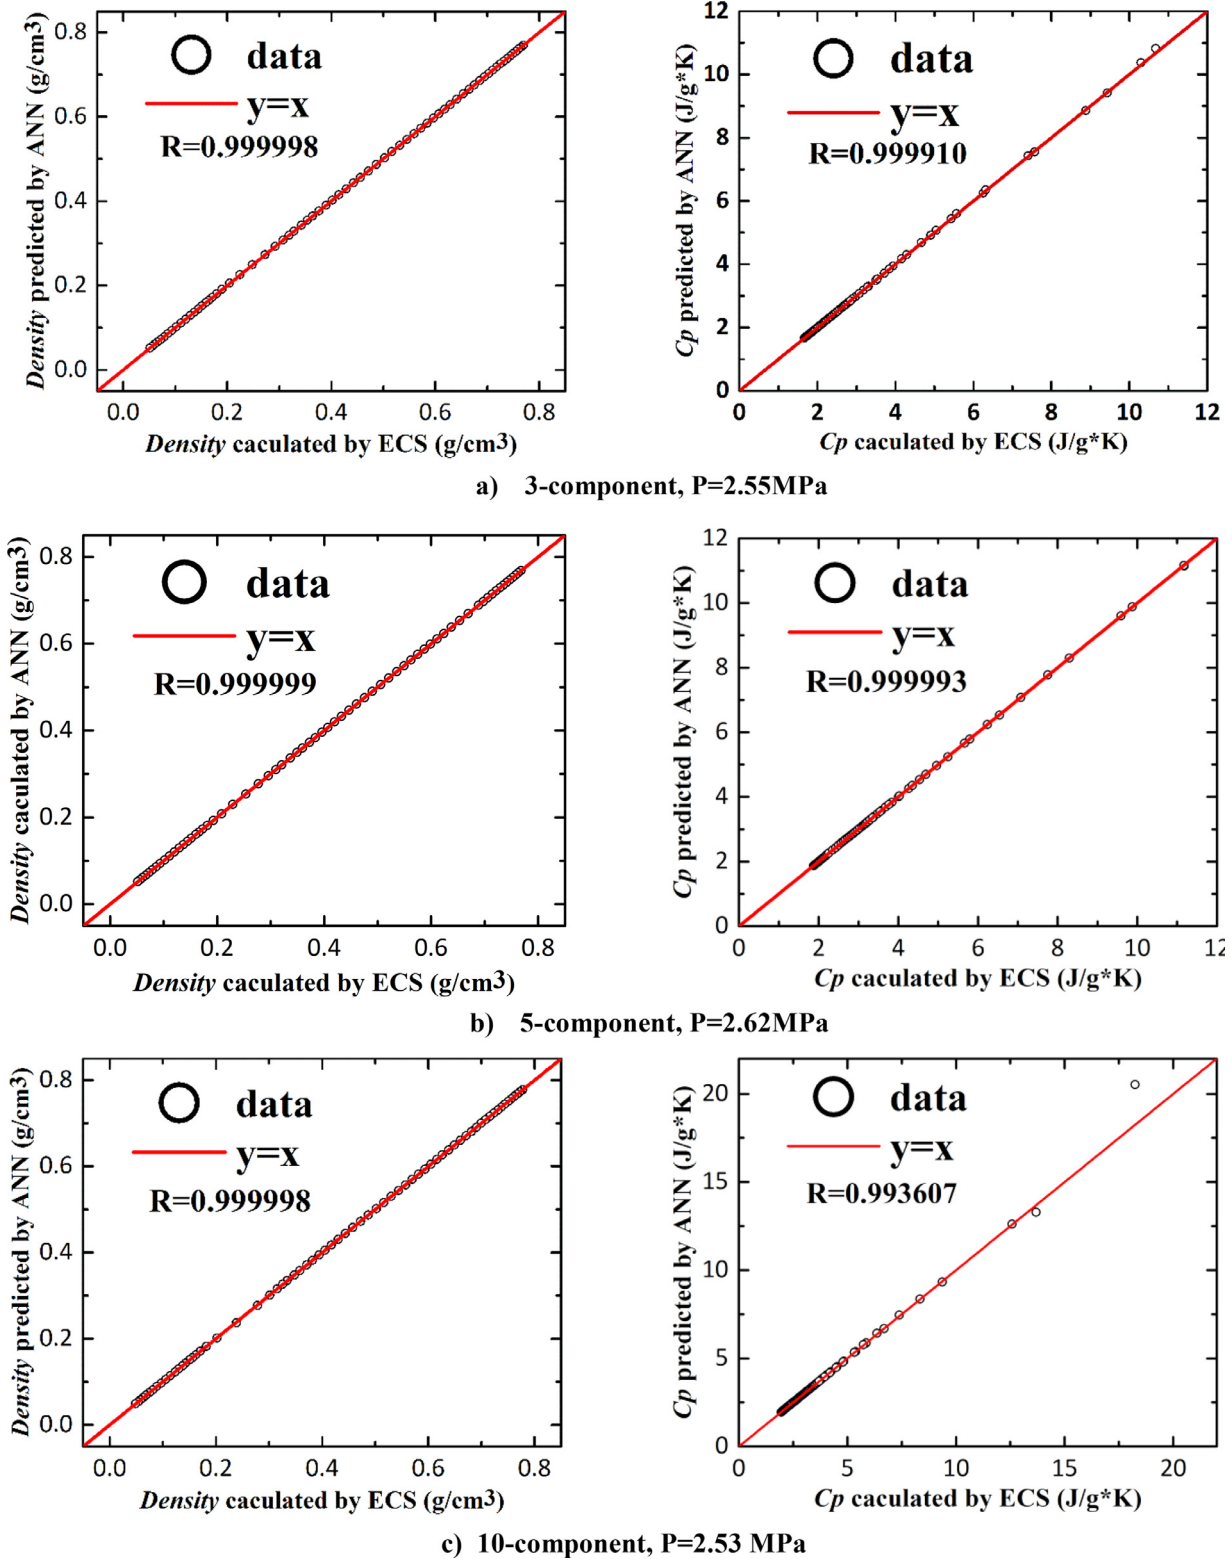 0.8
0.6
0.4
0.2
0.0
Density predicted by ANN (g/cm3)
data
y=x
R=0.999998
0.0 0.2 0.4 0.6 0.8
Density caculated by ECS (g/cm3)
12
10
8
6
4
2
0
Cp predicted by ANN (J/g*K)
data
y=x
R=0.999910
0 2 4 6 8 10 12
Cp caculated by ECS (J/g*K)
a) 3-component, P=2.55MPa
0.8
0.6
0.4
0.2
0.0
Density caculated by ANN (g/cm3)
data
y=x
R=0.999999
0.0 0.2 0.4 0.6 0.8
Density caculated by ECS (g/cm3)
12
10
8
6
4
2
0
Cp predicted by ANN (J/g*K)
data
y=x
R=0.999993
0 2 4 6 8 10 12
Cp caculated by ECS (J/g*K)
b) 5-component, P=2.62MPa
0.8
0.6
0.4
0.2
0.0
Density predicted by ANN (g/cm3)
data
y=x
R=0.999998
0.0 0.2 0.4 0.6 0.8
Density caculated by ECS (g/cm3)
20
15
10
5
0
Cp predicted by ANN (J/g*K)
data
y=x
R=0.993607
0 5 10 15 20
Cp caculated by ECS (J/g*K)
c) 10-component, P=2.53 MPa